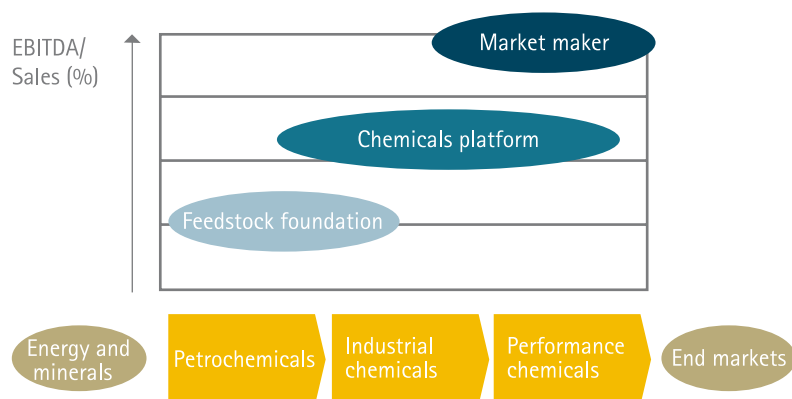 EBITDA/
Sales (%)
Market maker
Chemicals platform
Feedstock foundation
Energy and
minerals
Petrochemicals
Industrial
chemicals
Performance
chemicals
End markets